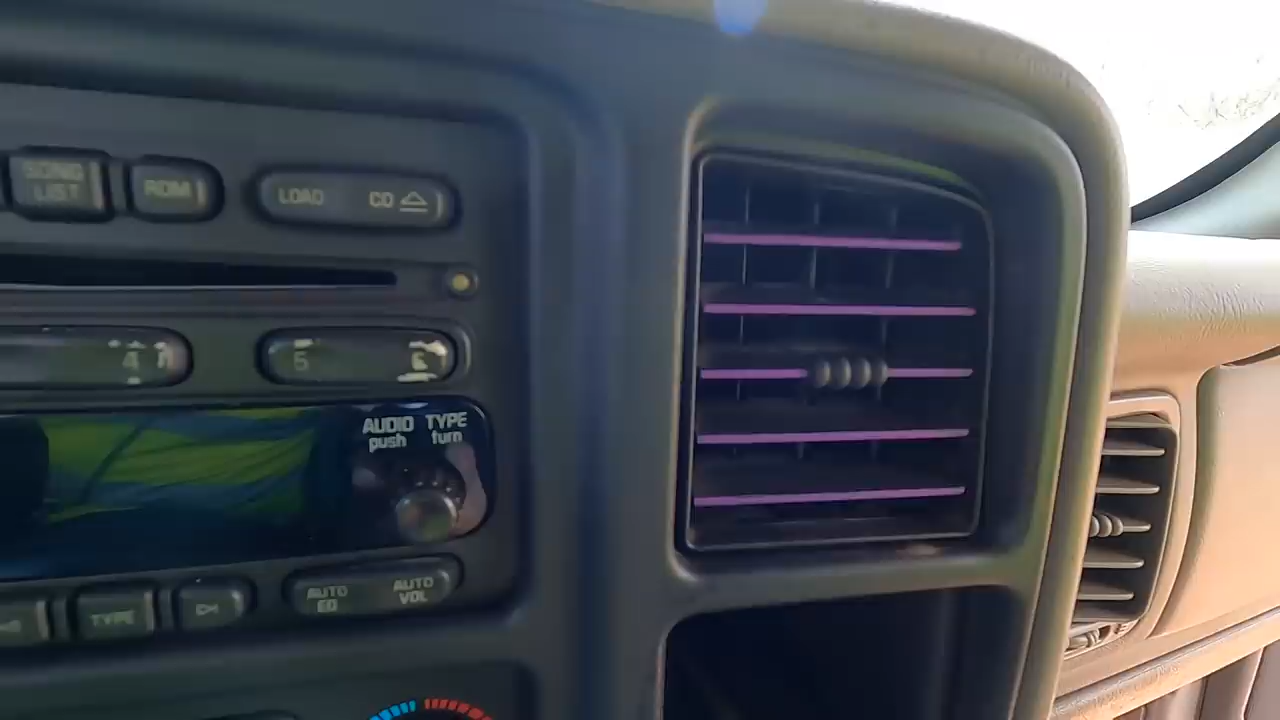 SONG
LIST
RDM
LOAD
CD
4
5
6
AUDIO TYPE
push turn
TYPE
AUTO
EQ
AUTO
VOL